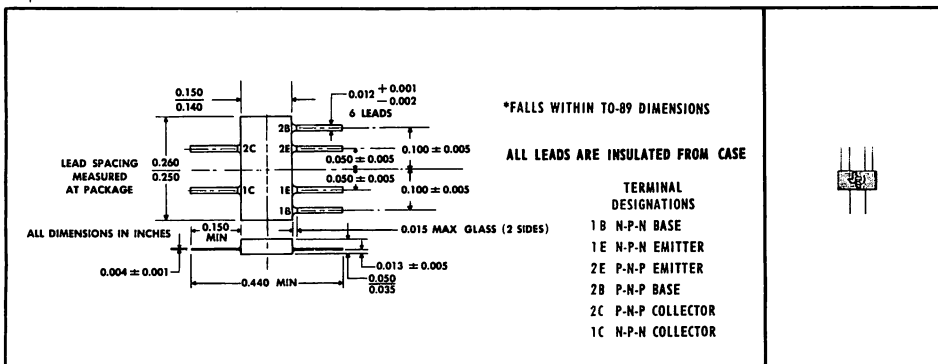 0.150
0.140
0.012 + 0.001
- 0.002
6 LEADS
2B
2C
2E
0.100 ± 0.005
LEAD SPACING
MEASURED
AT PACKAGE
0.260
0.250
0.050 ± 0.005
0.050 ± 0.005
1C
1E
0.100 ± 0.005
1B
ALL DIMENSIONS IN INCHES
0.150
MIN
0.015 MAX GLASS (2 SIDES)
0.004 ± 0.001
0.013 ± 0.005
0.440 MIN
0.050
0.035
*FALLS WITHIN TO-89 DIMENSIONS
ALL LEADS ARE INSULATED FROM CASE
TERMINAL
DESIGNATIONS
1B N-P-N BASE
1E N-P-N EMITTER
2E P-N-P EMITTER
2B P-N-P BASE
2C P-N-P COLLECTOR
1C N-P-N COLLECTOR